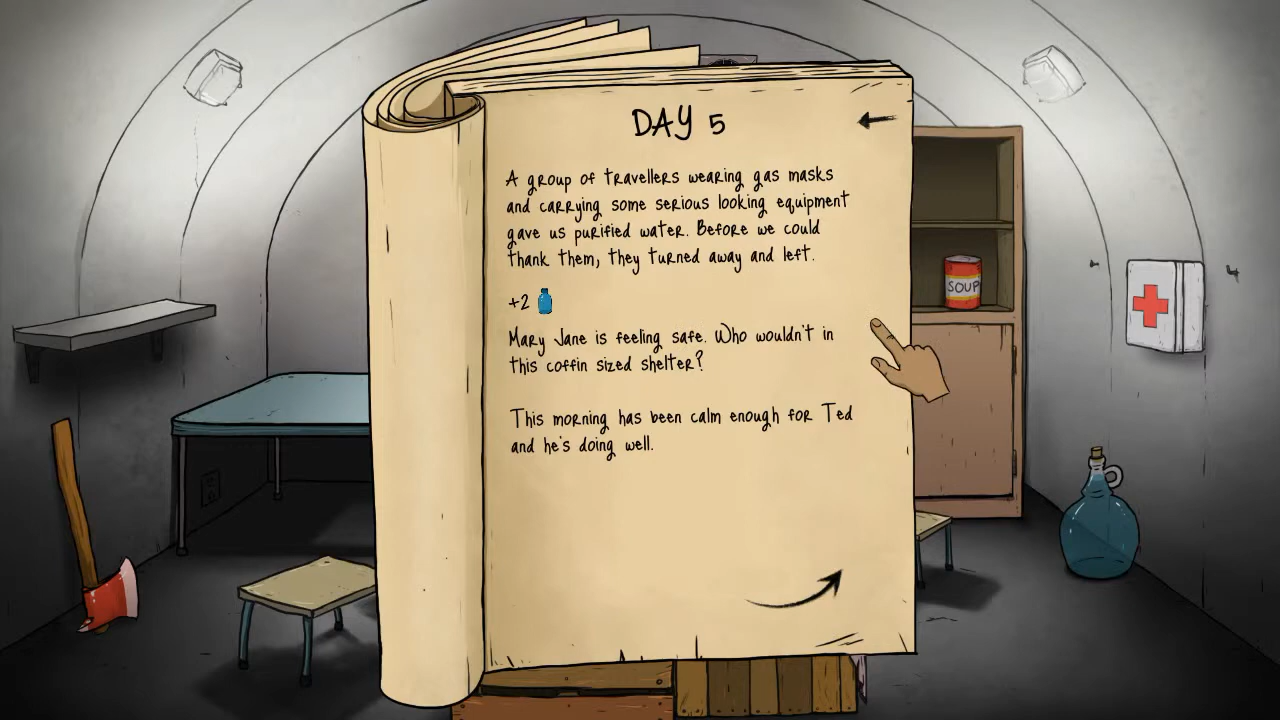 DAY 5
A group of travellers wearing gas masks
and carrying some serious looking equipment
gave us purified water. Before we could
thank them, they turned away and left.
+2
Mary Jane is feeling safe. Who wouldn't in
this coffin sized shelter?
This morning has been calm enough for Ted
and he's doing well.
SOUP